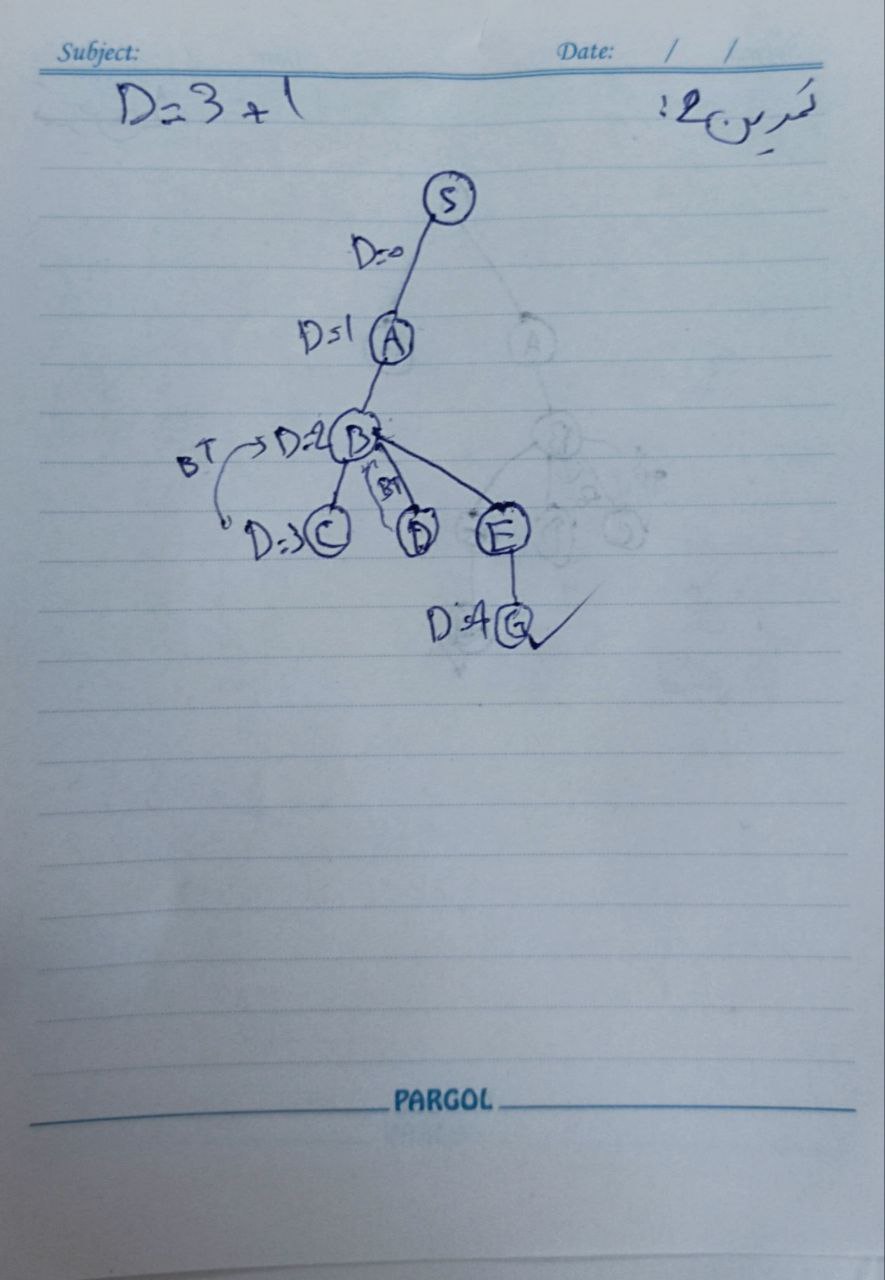 Subject: Date: / /
D=3+1 تمرین 2:
S
D=0
D=1 A
BT D=2 B
BT
D=3 C D E
D=4 G
PARGOL